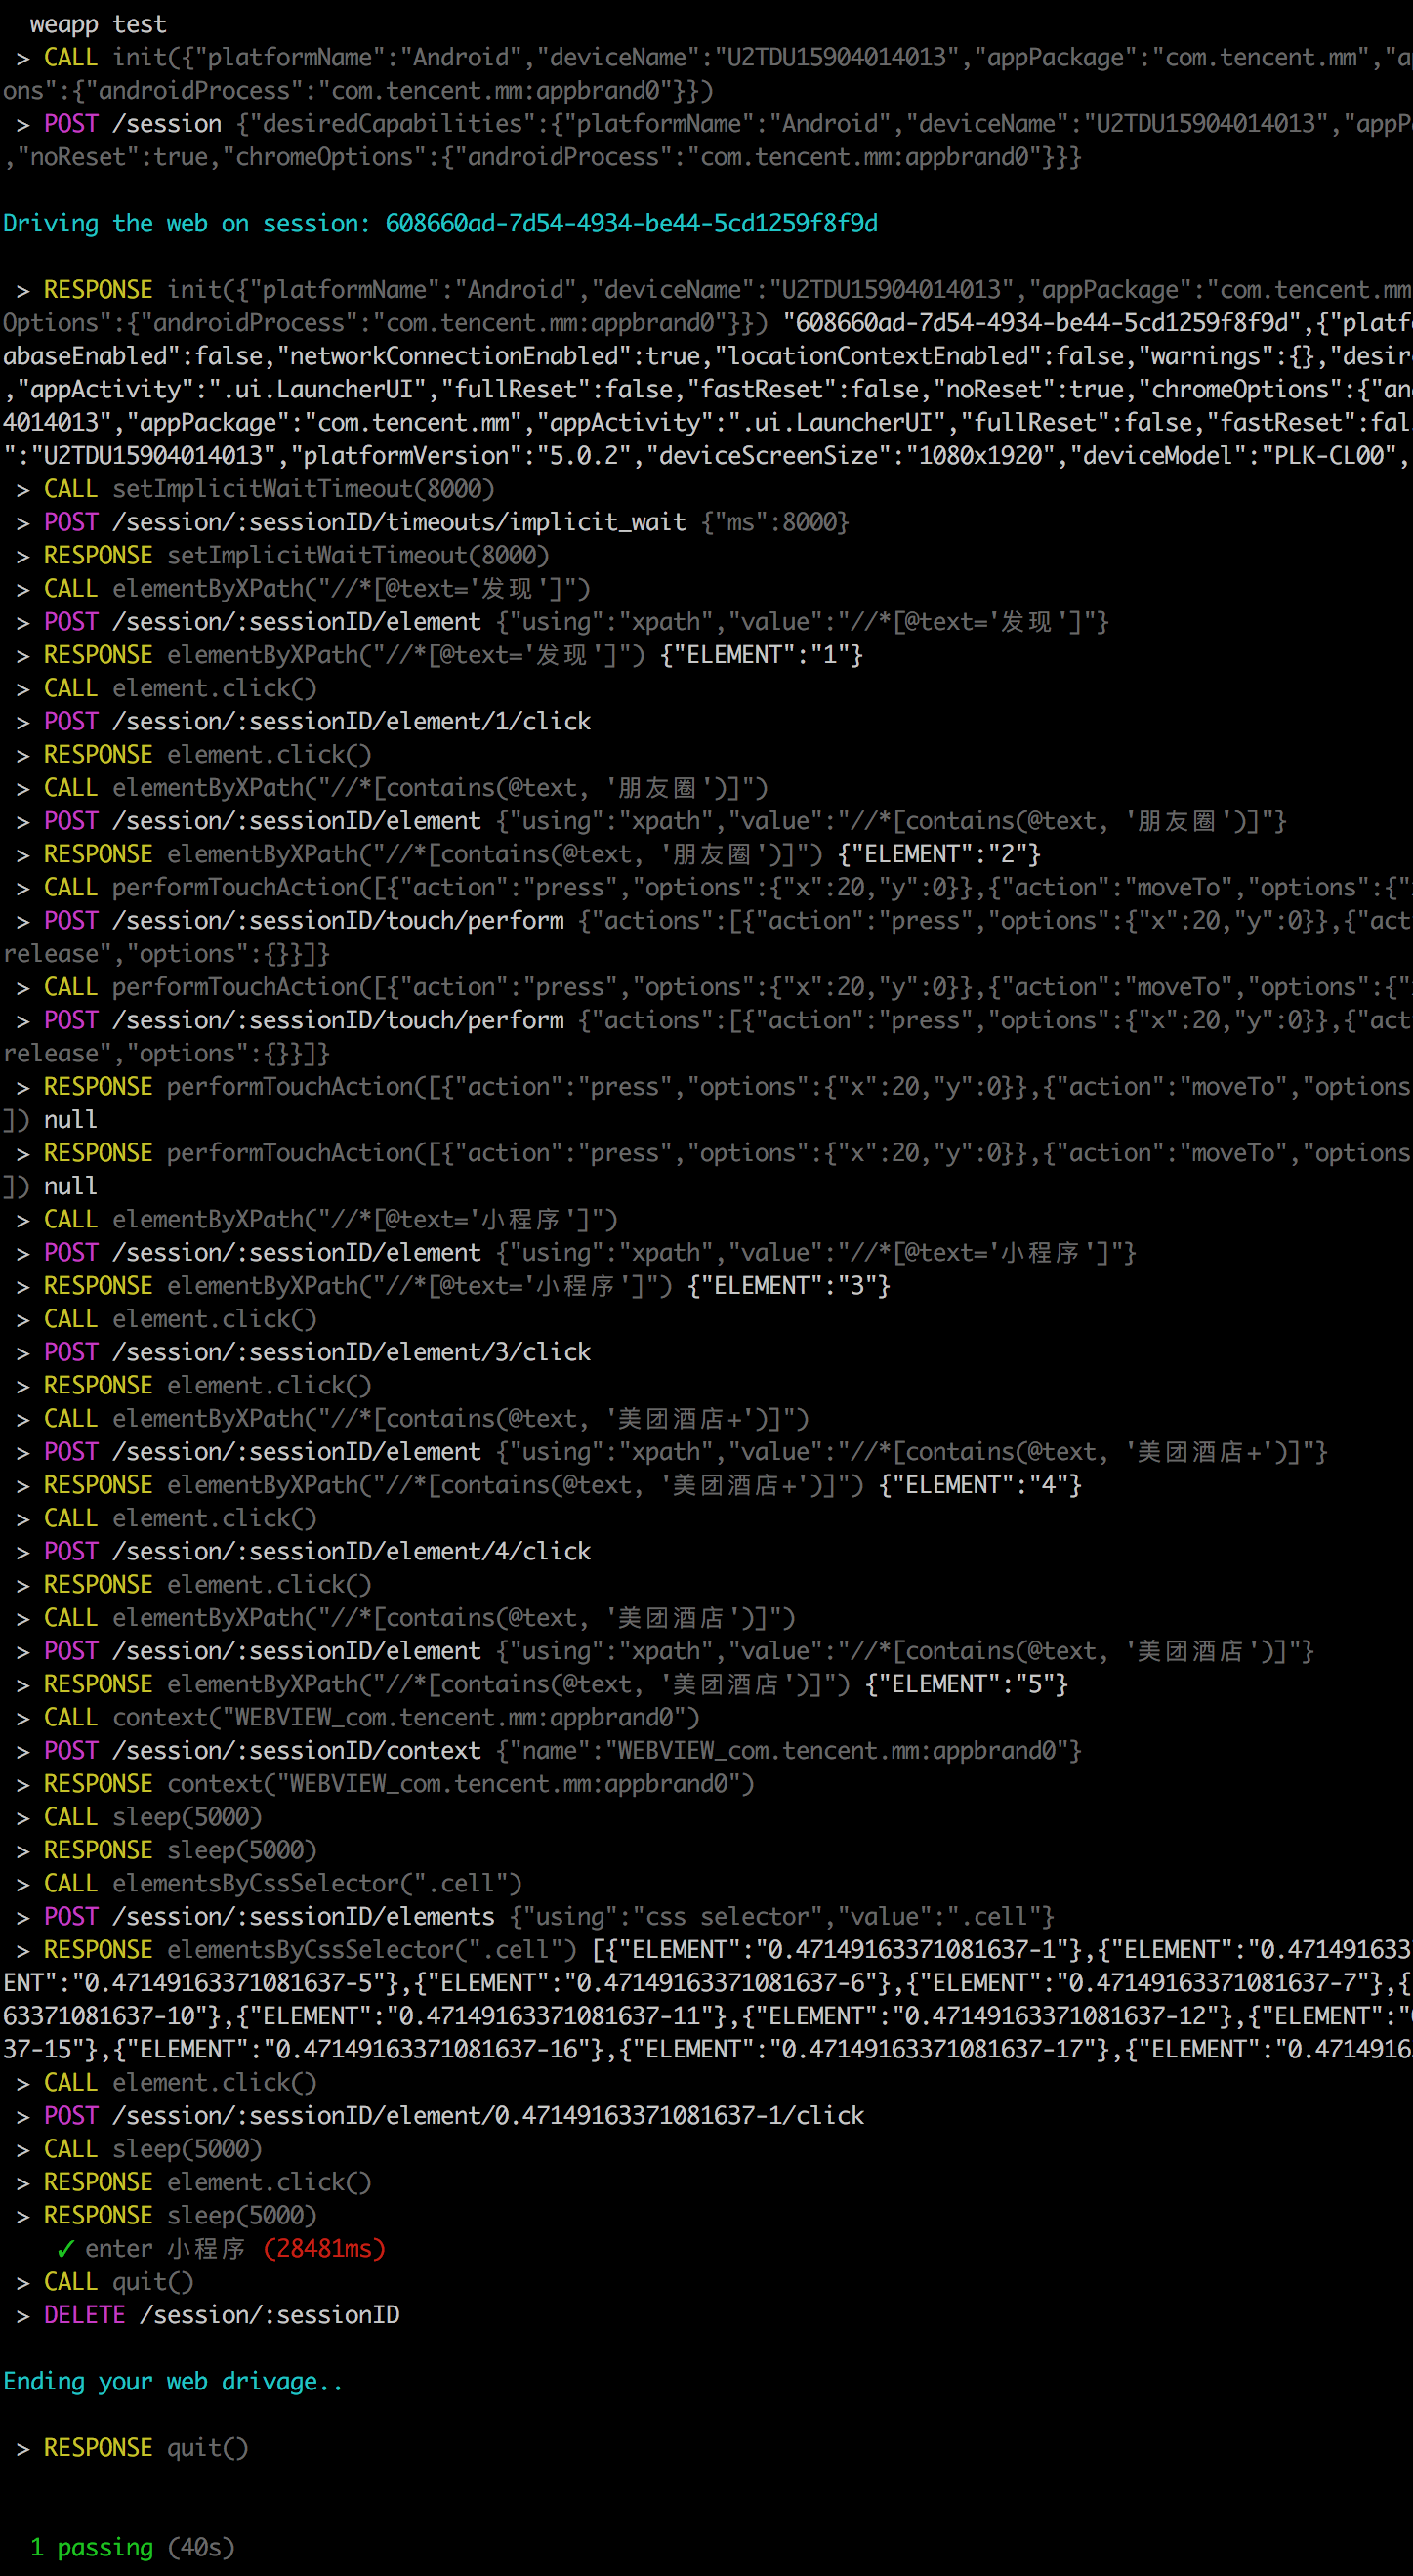 weapp test
> CALL init({"platformName":"Android","deviceName":"U2TDU15904014013","appPackage":"com.tencent.mm","a
ons":{"androidProcess":"com.tencent.mm:appbrand0"}})
> POST /session {"desiredCapabilities":{"platformName":"Android","deviceName":"U2TDU15904014013","appP
,"noReset":true,"chromeOptions":{"androidProcess":"com.tencent.mm:appbrand0"}}}
Driving the web on session: 608660ad-7d54-4934-be44-5cd1259f8f9d
> RESPONSE init({"platformName":"Android","deviceName":"U2TDU15904014013","appPackage":"com.tencent.mm
Options":{"androidProcess":"com.tencent.mm:appbrand0"}}) "608660ad-7d54-4934-be44-5cd1259f8f9d",{"platf
abaseEnabled":false,"networkConnectionEnabled":true,"locationContextEnabled":false,"warnings":{},"desir
,"appActivity":".ui.LauncherUI","fullReset":false,"fastReset":false,"noReset":true,"chromeOptions":{"an
4014013","appPackage":"com.tencent.mm","appActivity":".ui.LauncherUI","fullReset":false,"fastReset":fal
":"U2TDU15904014013","platformVersion":"5.0.2","deviceScreenSize":"1080x1920","deviceModel":"PLK-CL00",
> CALL setImplicitWaitTimeout(8000)
> POST /session/:sessionID/timeouts/implicit_wait {"ms":8000}
> RESPONSE setImplicitWaitTimeout(8000)
> CALL elementByXPath("//*[@text='发现']")
> POST /session/:sessionID/element {"using":"xpath","value":"//*[@text='发现']"}
> RESPONSE elementByXPath("//*[@text='发现']") {"ELEMENT":"1"}
> CALL element.click()
> POST /session/:sessionID/element/1/click
> RESPONSE element.click()
> CALL elementByXPath("//*[contains(@text, '朋友圈')]")
> POST /session/:sessionID/element {"using":"xpath","value":"//*[contains(@text, '朋友圈')]"}
> RESPONSE elementByXPath("//*[contains(@text, '朋友圈')]") {"ELEMENT":"2"}
> CALL performTouchAction([{"action":"press","options":{"x":20,"y":0}},{"action":"moveTo","options":{"
> POST /session/:sessionID/touch/perform {"actions":[{"action":"press","options":{"x":20,"y":0}},{"act
release","options":{}}]}
> CALL performTouchAction([{"action":"press","options":{"x":20,"y":0}},{"action":"moveTo","options":{"
> POST /session/:sessionID/touch/perform {"actions":[{"action":"press","options":{"x":20,"y":0}},{"act
release","options":{}}]}
> RESPONSE performTouchAction([{"action":"press","options":{"x":20,"y":0}},{"action":"moveTo","options
]) null
> RESPONSE performTouchAction([{"action":"press","options":{"x":20,"y":0}},{"action":"moveTo","options
]) null
> CALL elementByXPath("//*[@text='小程序']")
> POST /session/:sessionID/element {"using":"xpath","value":"//*[@text='小程序']"}
> RESPONSE elementByXPath("//*[@text='小程序']") {"ELEMENT":"3"}
> CALL element.click()
> POST /session/:sessionID/element/3/click
> RESPONSE element.click()
> CALL elementByXPath("//*[contains(@text, '美团酒店+')]")
> POST /session/:sessionID/element {"using":"xpath","value":"//*[contains(@text, '美团酒店+')]"}
> RESPONSE elementByXPath("//*[contains(@text, '美团酒店+')]") {"ELEMENT":"4"}
> CALL element.click()
> POST /session/:sessionID/element/4/click
> RESPONSE element.click()
> CALL elementByXPath("//*[contains(@text, '美团酒店')]")
> POST /session/:sessionID/element {"using":"xpath","value":"//*[contains(@text, '美团酒店')]"}
> RESPONSE elementByXPath("//*[contains(@text, '美团酒店')]") {"ELEMENT":"5"}
> CALL context("WEBVIEW_com.tencent.mm:appbrand0")
> POST /session/:sessionID/context {"name":"WEBVIEW_com.tencent.mm:appbrand0"}
> RESPONSE context("WEBVIEW_com.tencent.mm:appbrand0")
> CALL sleep(5000)
> RESPONSE sleep(5000)
> CALL elementsByCssSelector(".cell")
> POST /session/:sessionID/elements {"using":"css selector","value":".cell"}
> RESPONSE elementsByCssSelector(".cell") [{"ELEMENT":"0.47149163371081637-1"},{"ELEMENT":"0.471491633
ENT":"0.47149163371081637-5"},{"ELEMENT":"0.47149163371081637-6"},{"ELEMENT":"0.47149163371081637-7"},{
63371081637-10"},{"ELEMENT":"0.47149163371081637-11"},{"ELEMENT":"0.47149163371081637-12"},{"ELEMENT":"
37-15"},{"ELEMENT":"0.47149163371081637-16"},{"ELEMENT":"0.47149163371081637-17"},{"ELEMENT":"0.4714916
> CALL element.click()
> POST /session/:sessionID/element/0.47149163371081637-1/click
> CALL sleep(5000)
> RESPONSE element.click()
> RESPONSE sleep(5000)
✓ enter 小程序 (28481ms)
> CALL quit()
> DELETE /session/:sessionID
Ending your web drivage..
> RESPONSE quit()
1 passing (40s)